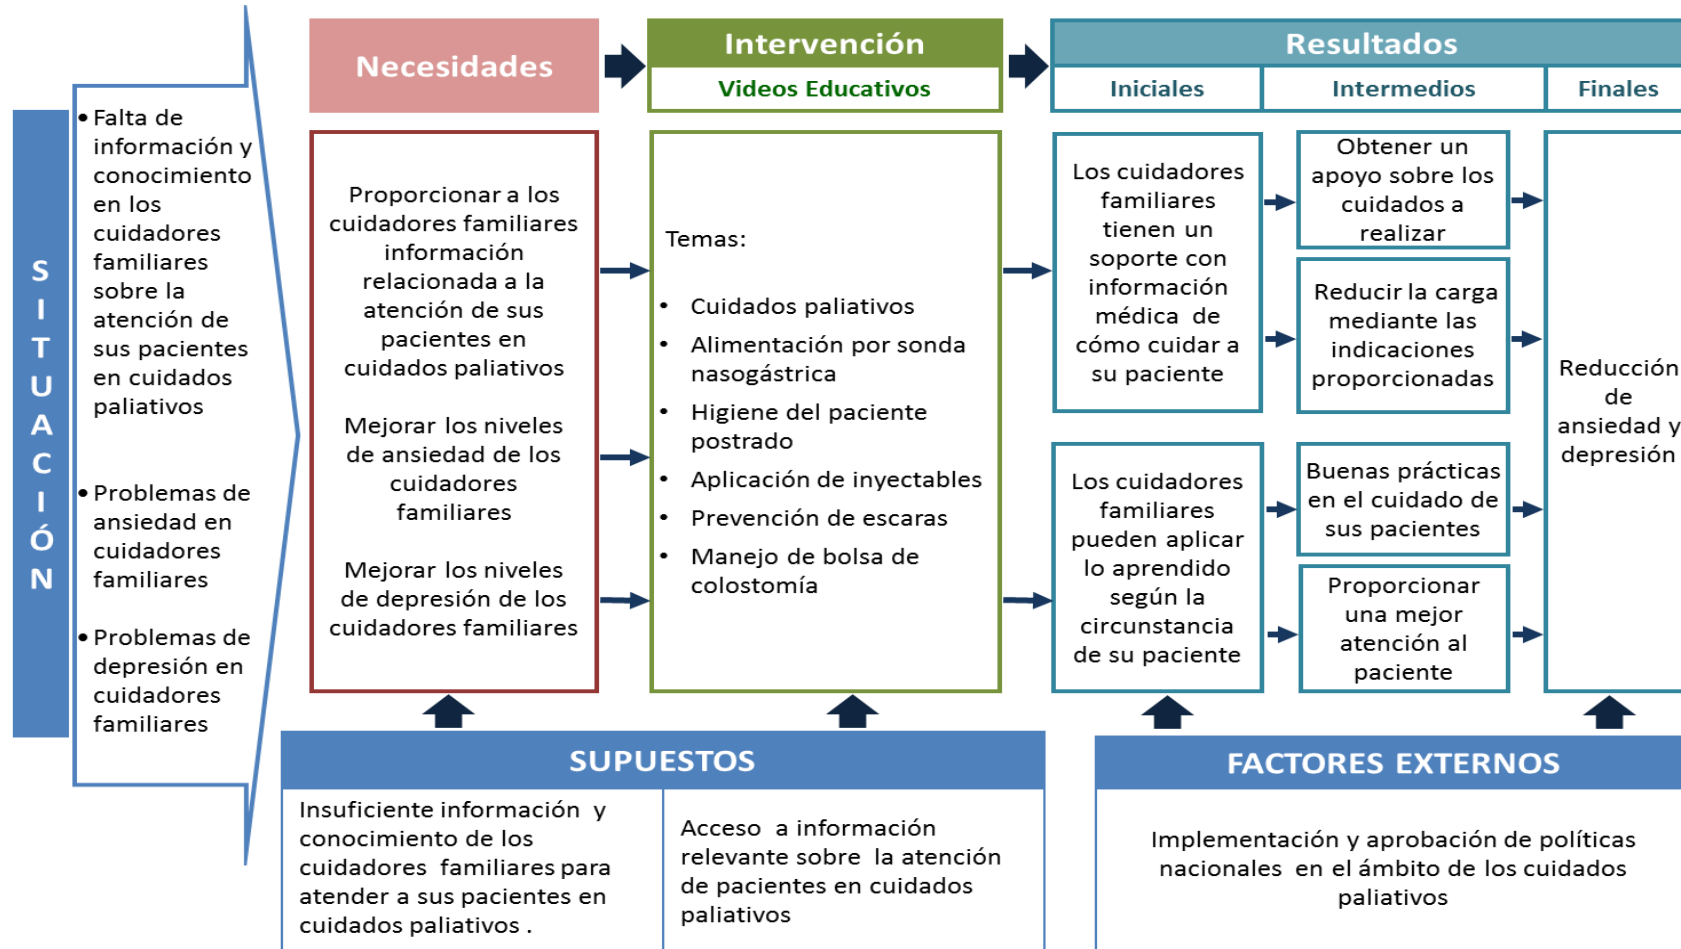 SITUACIÓN
• Falta de
información y
conocimiento
en los
cuidadores
familiares
sobre la
atención de
sus pacientes
en cuidados
paliativos
• Problemas de
ansiedad en
cuidadores
familiares
• Problemas de
depresión en
cuidadores
familiares
Necesidades
Proporcionar a los
cuidadores familiares
información
relacionada a la
atención de sus
pacientes en
cuidados paliativos
Mejorar los niveles
de ansiedad de los
cuidadores
familiares
Mejorar los niveles
de depresión de los
cuidadores familiares
Intervención
Videos Educativos
Temas:
• Cuidados paliativos
• Alimentación por sonda
nasogástrica
• Higiene del paciente
postrado
• Aplicación de inyectables
• Prevención de escaras
• Manejo de bolsa de
colostomía
Resultados
Iniciales
Intermedios
Finales
Los cuidadores
familiares
tienen un
soporte con
información
médica de
cómo cuidar a
su paciente
Los cuidadores
familiares
pueden aplicar
lo aprendido
según la
circunstancia
de su paciente
Obtener un
apoyo sobre los
cuidados a
realizar
Reducir la carga
mediante las
indicaciones
proporcionadas
Buenas prácticas
en el cuidado de
sus pacientes
Proporcionar
una mejor
atención al
paciente
Reducción
de
ansiedad y
depresión
SUPUESTOS
Insuficiente información y
conocimiento de los
cuidadores familiares para
atender a sus pacientes en
cuidados paliativos .
Acceso a información
relevante sobre la atención
de pacientes en cuidados
paliativos
FACTORES EXTERNOS
Implementación y aprobación de políticas
nacionales en el ámbito de los cuidados
paliativos